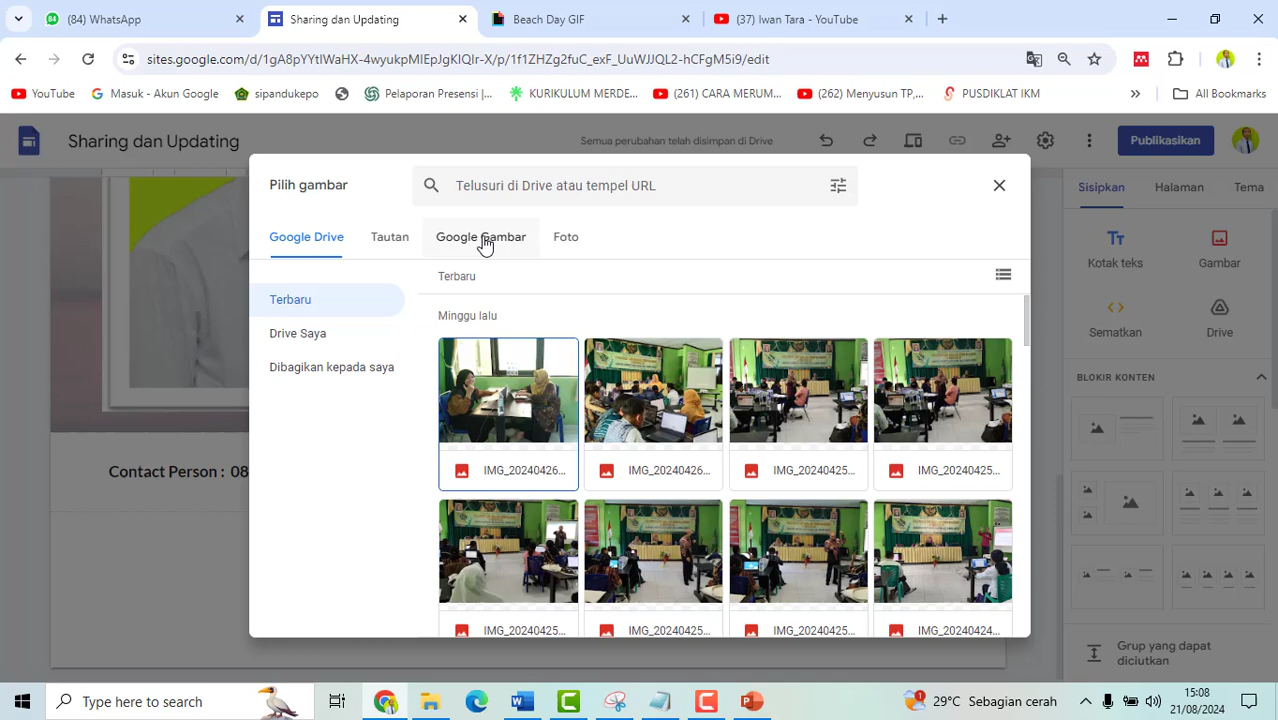 (84) WhatsApp
Sharing dan Updating
Beach Day GIF
(37) Iwan Tara - YouTube
sites.google.com/d/1gA8pYYtlWaHX-4wyukpMIEphgKIQIr-X/p/1f1ZHZg2fuC_exF_UuWJJQL2-hCFgM5i9/edit
YouTube
Masuk - Akun Google
sipandukepo
Pelaporan Presensi |...
KURIKULUM MERDE...
(261) CARA MERUM...
(262) Menyusun TP,...
PUSDIKLAT IKM
All Bookmarks
Sharing dan Updating
Semua perubahan telah disimpan di Drive
Publikasikan
Pilih gambar
Telusuri di Drive atau tempel URL
Sisipkan
Halaman
Tema
Google Drive
Tautan
Google Gambar
Foto
Kotak teks
Gambar
Terbaru
Terbaru
Minggu lalu
Drive Saya
Dibagikan kepada saya
Sematkan
Drive
BLOKIR KONTEN
Contact Person : 08
IMG_20240426...
IMG_20240426...
IMG_20240425...
IMG_20240425...
IMG_20240425...
IMG_20240425...
IMG_20240425...
IMG_20240424...
Grup yang dapat
diciutkan
Type here to search
1
29°C Sebagian cerah
15:08
21/08/2024